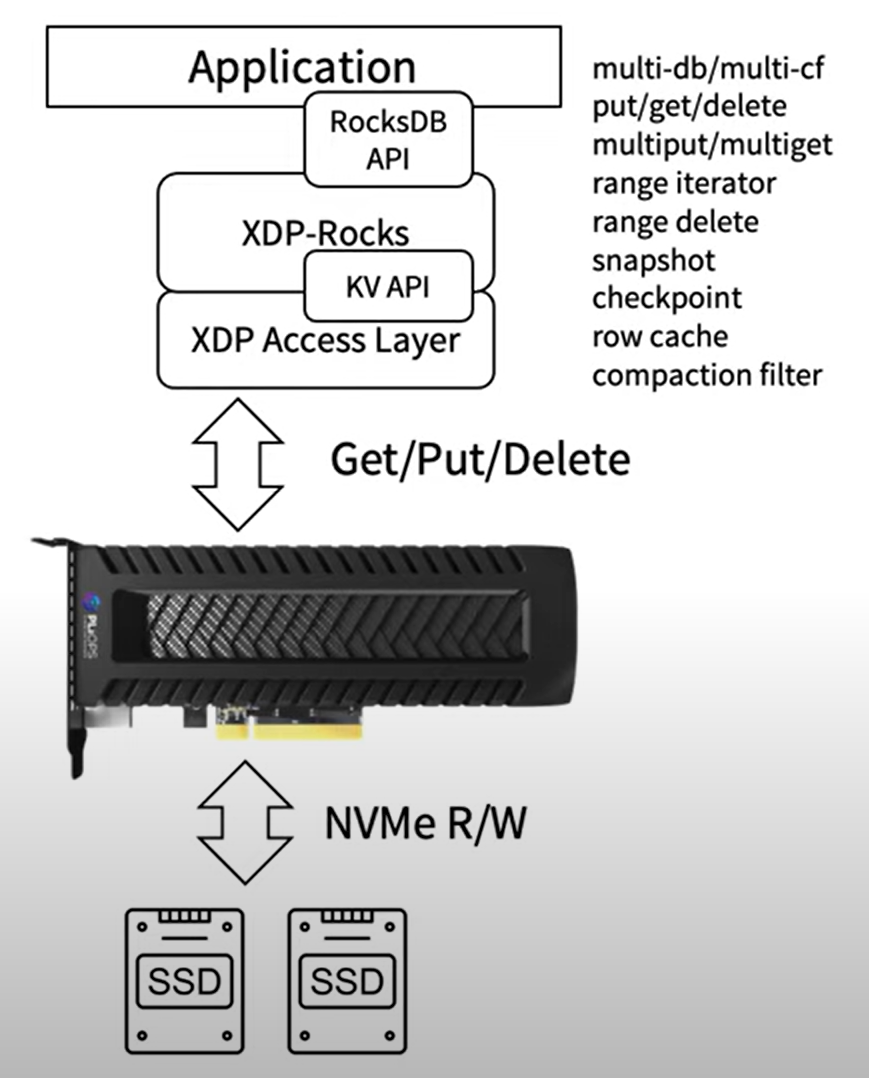 Application
RocksDB
API
XDP-Rocks
KV API
XDP Access Layer
multi-db/multi-cf
put/get/delete
multiput/multiget
range iterator
range delete
snapshot
checkpoint
row cache
compaction filter
Get/Put/Delete
PLiOPS
NVMe R/W
SSD
SSD